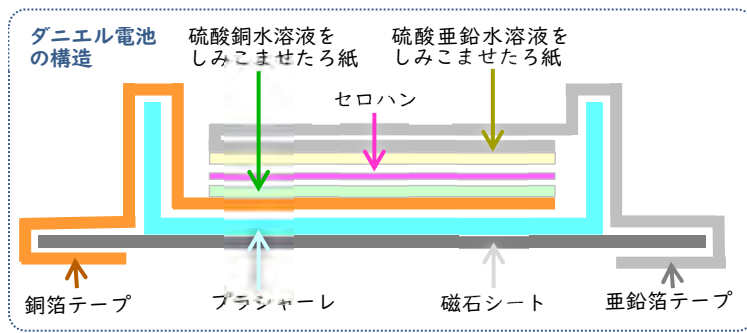 ダニエル電池
の構造
硫酸銅水溶液を
しみこませたろ紙
硫酸亜鉛水溶液を
しみこませたろ紙
セロハン
銅箔テープ
プラシャーレ
磁石シート
亜鉛箔テープ